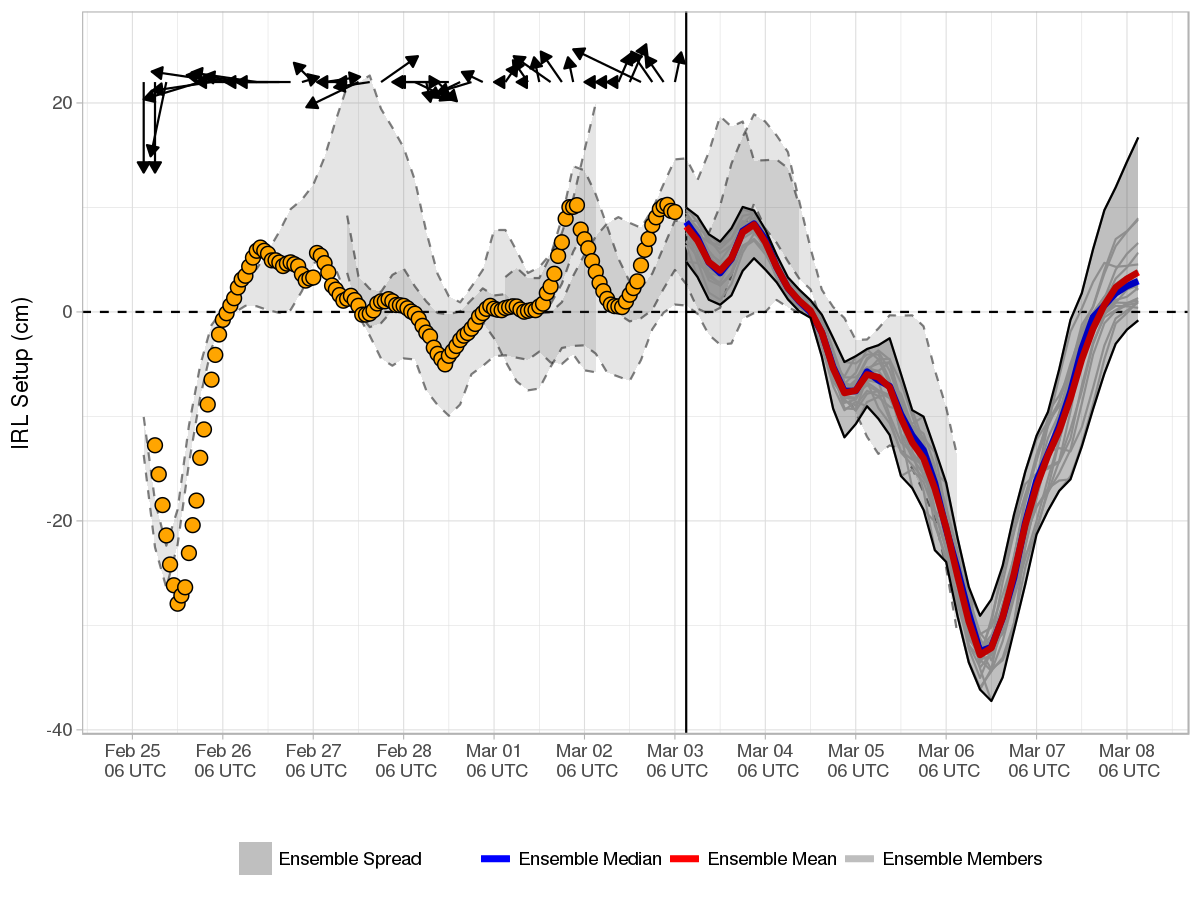 IRL Setup (cm)
20
0
-20
-40
Feb 25 Feb 26 Feb 27 Feb 28 Mar 01 Mar 02 Mar 03 Mar 04 Mar 05 Mar 06 Mar 07 Mar 08
06 UTC 06 UTC 06 UTC 06 UTC 06 UTC 06 UTC 06 UTC 06 UTC 06 UTC 06 UTC 06 UTC 06 UTC
Ensemble Spread Ensemble Median Ensemble Mean Ensemble Members